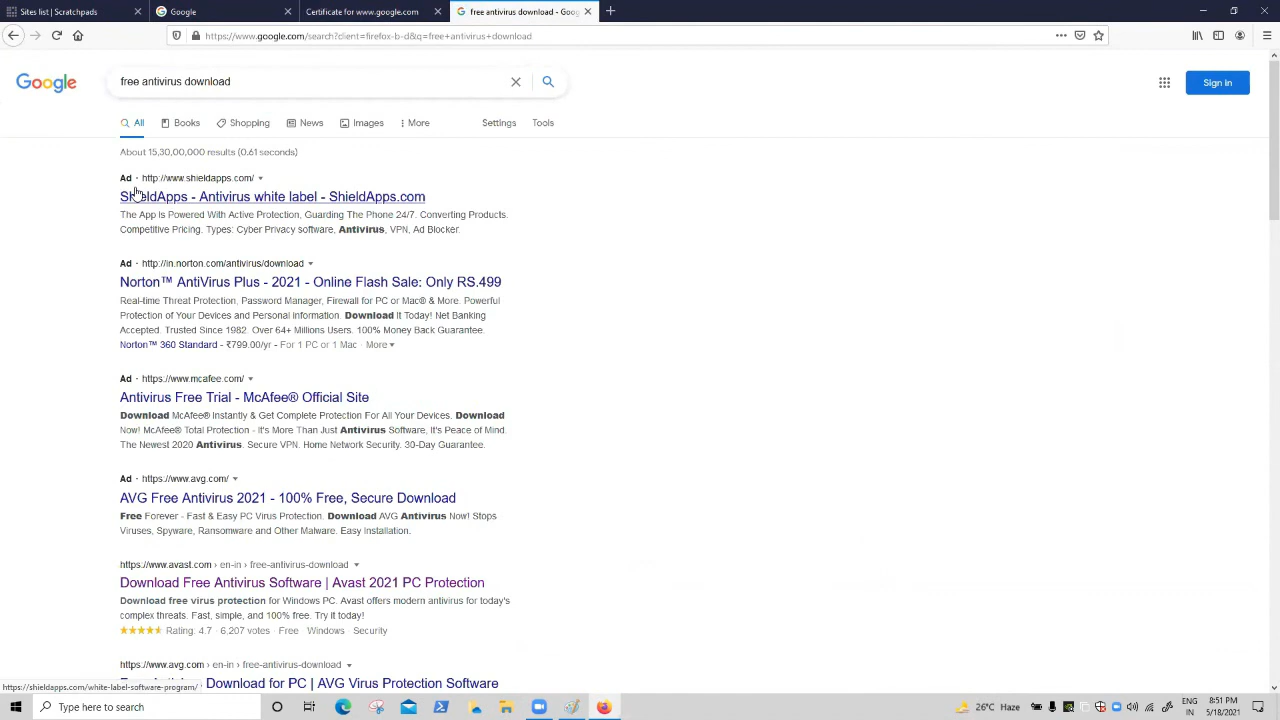 Sites list | Scratchpads
Google
Certificate for www.google.com
free antivirus download - Goo
https://www.google.com/search?client=firefox-b-d&q=free+antivirus+download
Google
free antivirus download
Sign in
All
Books
Shopping
News
Images
More
Settings
Tools
About 15,30,00,000 results (0.61 seconds)
Ad · http://www.shieldapps.com/
ShieldApps - Antivirus white label - ShieldApps.com
The App Is Powered With Active Protection, Guarding The Phone 24/7. Converting Products.
Competitive Pricing. Types: Cyber Privacy software, Antivirus, VPN, Ad Blocker.
Ad · http://in.norton.com/antivirus/download
Norton™ AntiVirus Plus - 2021 - Online Flash Sale: Only RS.499
Real-time Threat Protection, Password Manager, Firewall for PC or Mac® & More. Powerful
Protection of Your Devices and Personal Information. Download It Today! Net Banking
Accepted. Trusted Since 1982. Over 64+ Millions Users. 100% Money Back Guarantee.
Norton™ 360 Standard - ₹799.00/yr - For 1 PC or 1 Mac - More
Ad · https://www.mcafee.com/
Antivirus Free Trial - McAfee® Official Site
Download McAfee® Instantly & Get Complete Protection For All Your Devices. Download
Now! McAfee® Total Protection - It's More Than Just Antivirus Software, It's Peace of Mind.
The Newest 2020 Antivirus. Secure VPN. Home Network Security. 30-Day Guarantee.
Ad · https://www.avg.com/
AVG Free Antivirus 2021 - 100% Free, Secure Download
Free Forever - Fast & Easy PC Virus Protection. Download AVG Antivirus Now! Stops
Viruses, Spyware, Ransomware and Other Malware. Easy Installation.
https://www.avast.com › en-in › free-antivirus-download
Download Free Antivirus Software | Avast 2021 PC Protection
Download free virus protection for Windows PC. Avast offers modern antivirus for today's
complex threats. Fast, simple, and 100% free. Try it today!
Rating: 4.7 · 6,207 votes · Free · Windows · Security
https://www.avg.com › en-in › free-antivirus-download
Download for PC | AVG Virus Protection Software
https://shieldapps.com/white-label-software-program/
Type here to search
26°C Haze
ENG
IN
8:51 PM
5/18/2021